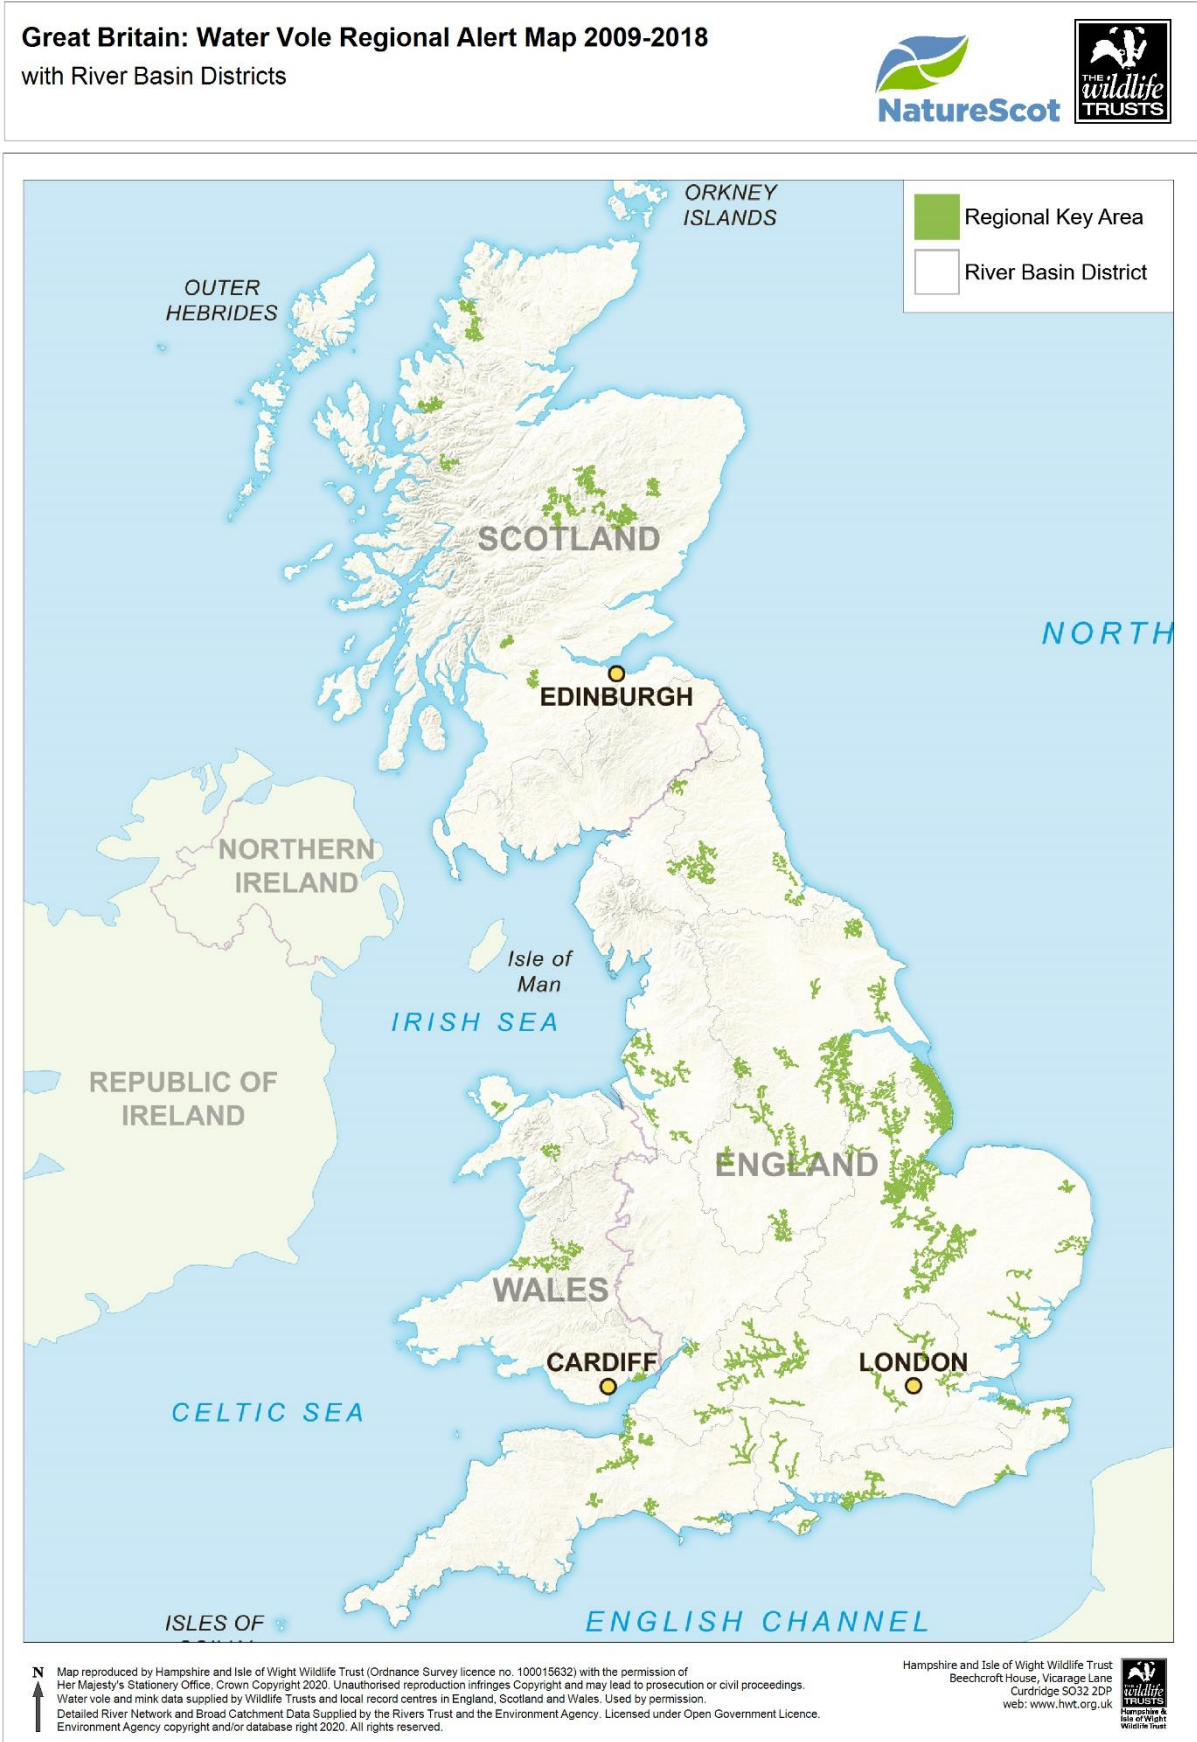 Great Britain: Water Vole Regional Alert Map 2009-2018
with River Basin Districts
NatureScot
THE
wildlife
TRUSTS
ORKNEY
ISLANDS
Regional Key Area
River Basin District
OUTER
HEBRIDES
SCOTLAND
NORTH
EDINBURGH
NORTHERN
IRELAND
Isle of
Man
IRISH SEA
REPUBLIC OF
IRELAND
ENGLAND
WALES
CARDIFF
LONDON
CELTIC SEA
ISLES OF
ENGLISH CHANNEL
N
Map reproduced by Hampshire and Isle of Wight Wildlife Trust (Ordnance Survey licence no. 100015632) with the permission of
Her Majesty's Stationery Office, Crown Copyright 2020. Unauthorised reproduction infringes Copyright and may lead to prosecution or civil proceedings.
Water vole and mink data supplied by Wildlife Trusts and local record centres in England, Scotland and Wales. Used by permission.
Detailed River Network and Broad Catchment Data Supplied by the Rivers Trust and the Environment Agency. Licensed under Open Government Licence.
Environment Agency copyright and/or database right 2020. All rights reserved.
Hampshire and Isle of Wight Wildlife Trust
Beechcroft House, Vicarage Lane
Curdridge SO32 2DP
web: www.hwt.org.uk
THE
wildlife
TRUSTS
Hampshire &
Isle of Wight
Wildlife Trust